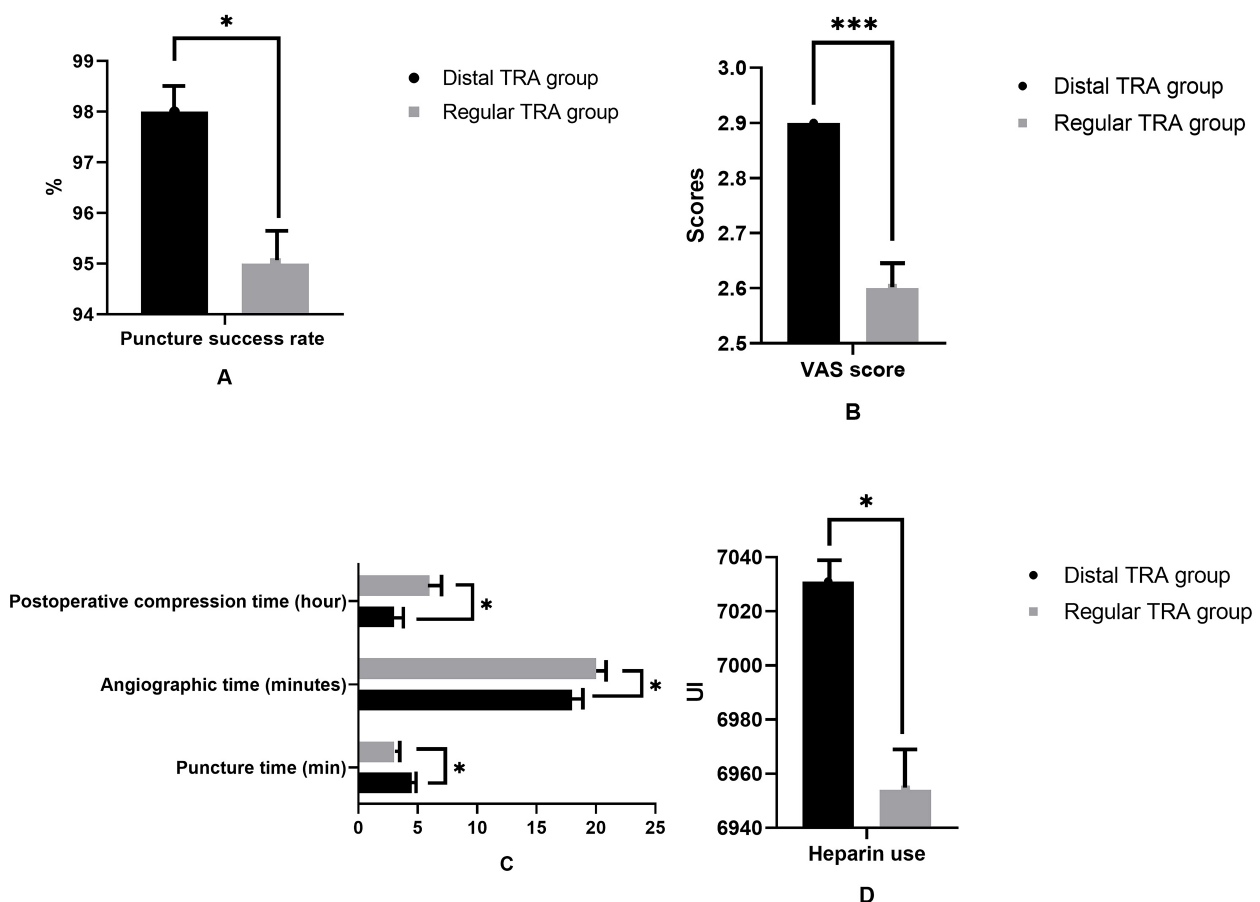 *
99
98
97
96
95
94
%
Puncture success rate
A
Distal TRA group
Regular TRA group
***
3.0
2.9
2.8
2.7
2.6
2.5
Scores
VAS score
B
Distal TRA group
Regular TRA group
Postoperative compression time (hour)
*
Angiographic time (minutes)
*
Puncture time (min)
*
0 5 10 15 20 25
C
*
7040
7020
7000
6980
6960
6940
UI
Heparin use
D
Distal TRA group
Regular TRA group